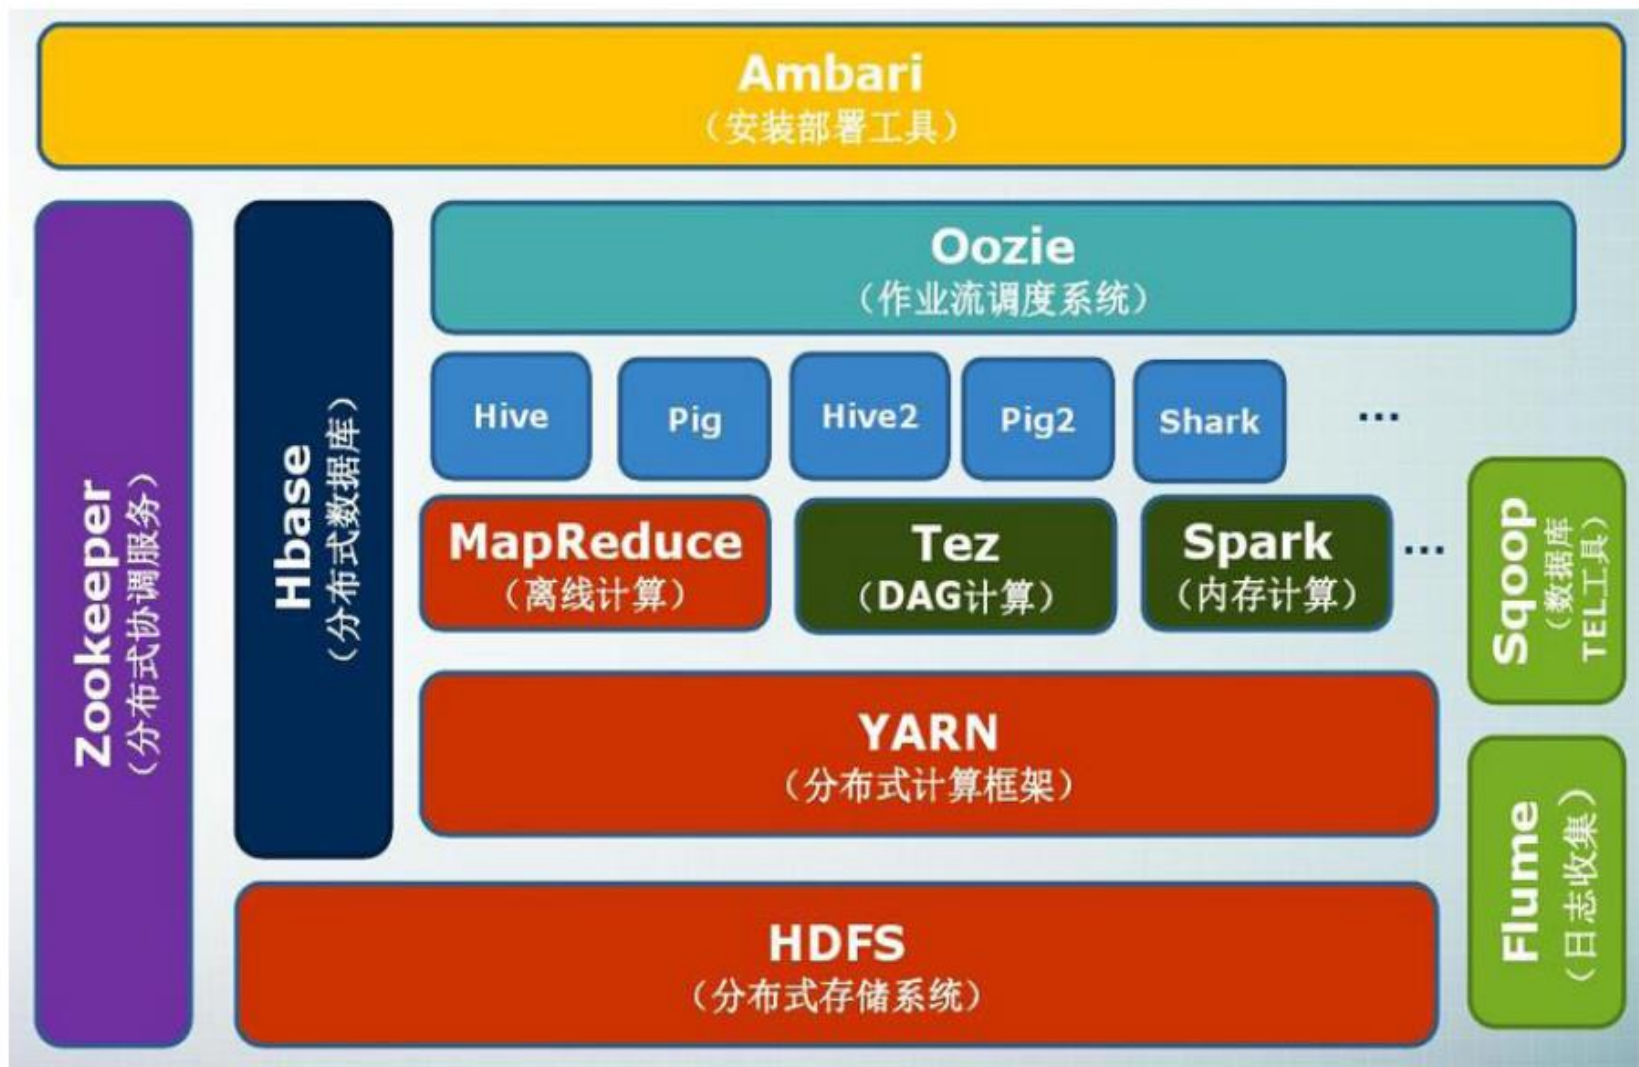 Ambari
（安装部署工具）
Zookeeper
（分布式协调服务）
Hbase
（分布式数据库）
Oozie
（作业流调度系统）
Hive
Pig
Hive2
Pig2
Shark
...
MapReduce
（离线计算）
Tez
（DAG计算）
Spark
（内存计算）
...
Sqoop
（数据库
TEL工具）
YARN
（分布式计算框架）
Flume
（日志收集）
HDFS
（分布式存储系统）